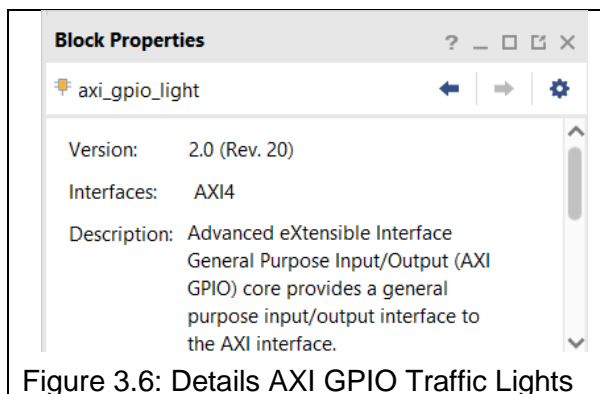 Block Properties
axi_gpio_light
Version: 2.0 (Rev. 20)
Interfaces: AXI4
Description: Advanced eXtensible Interface
General Purpose Input/Output (AXI
GPIO) core provides a general
purpose input/output interface to
the AXI interface.
Figure 3.6: Details AXI GPIO Traffic Lights